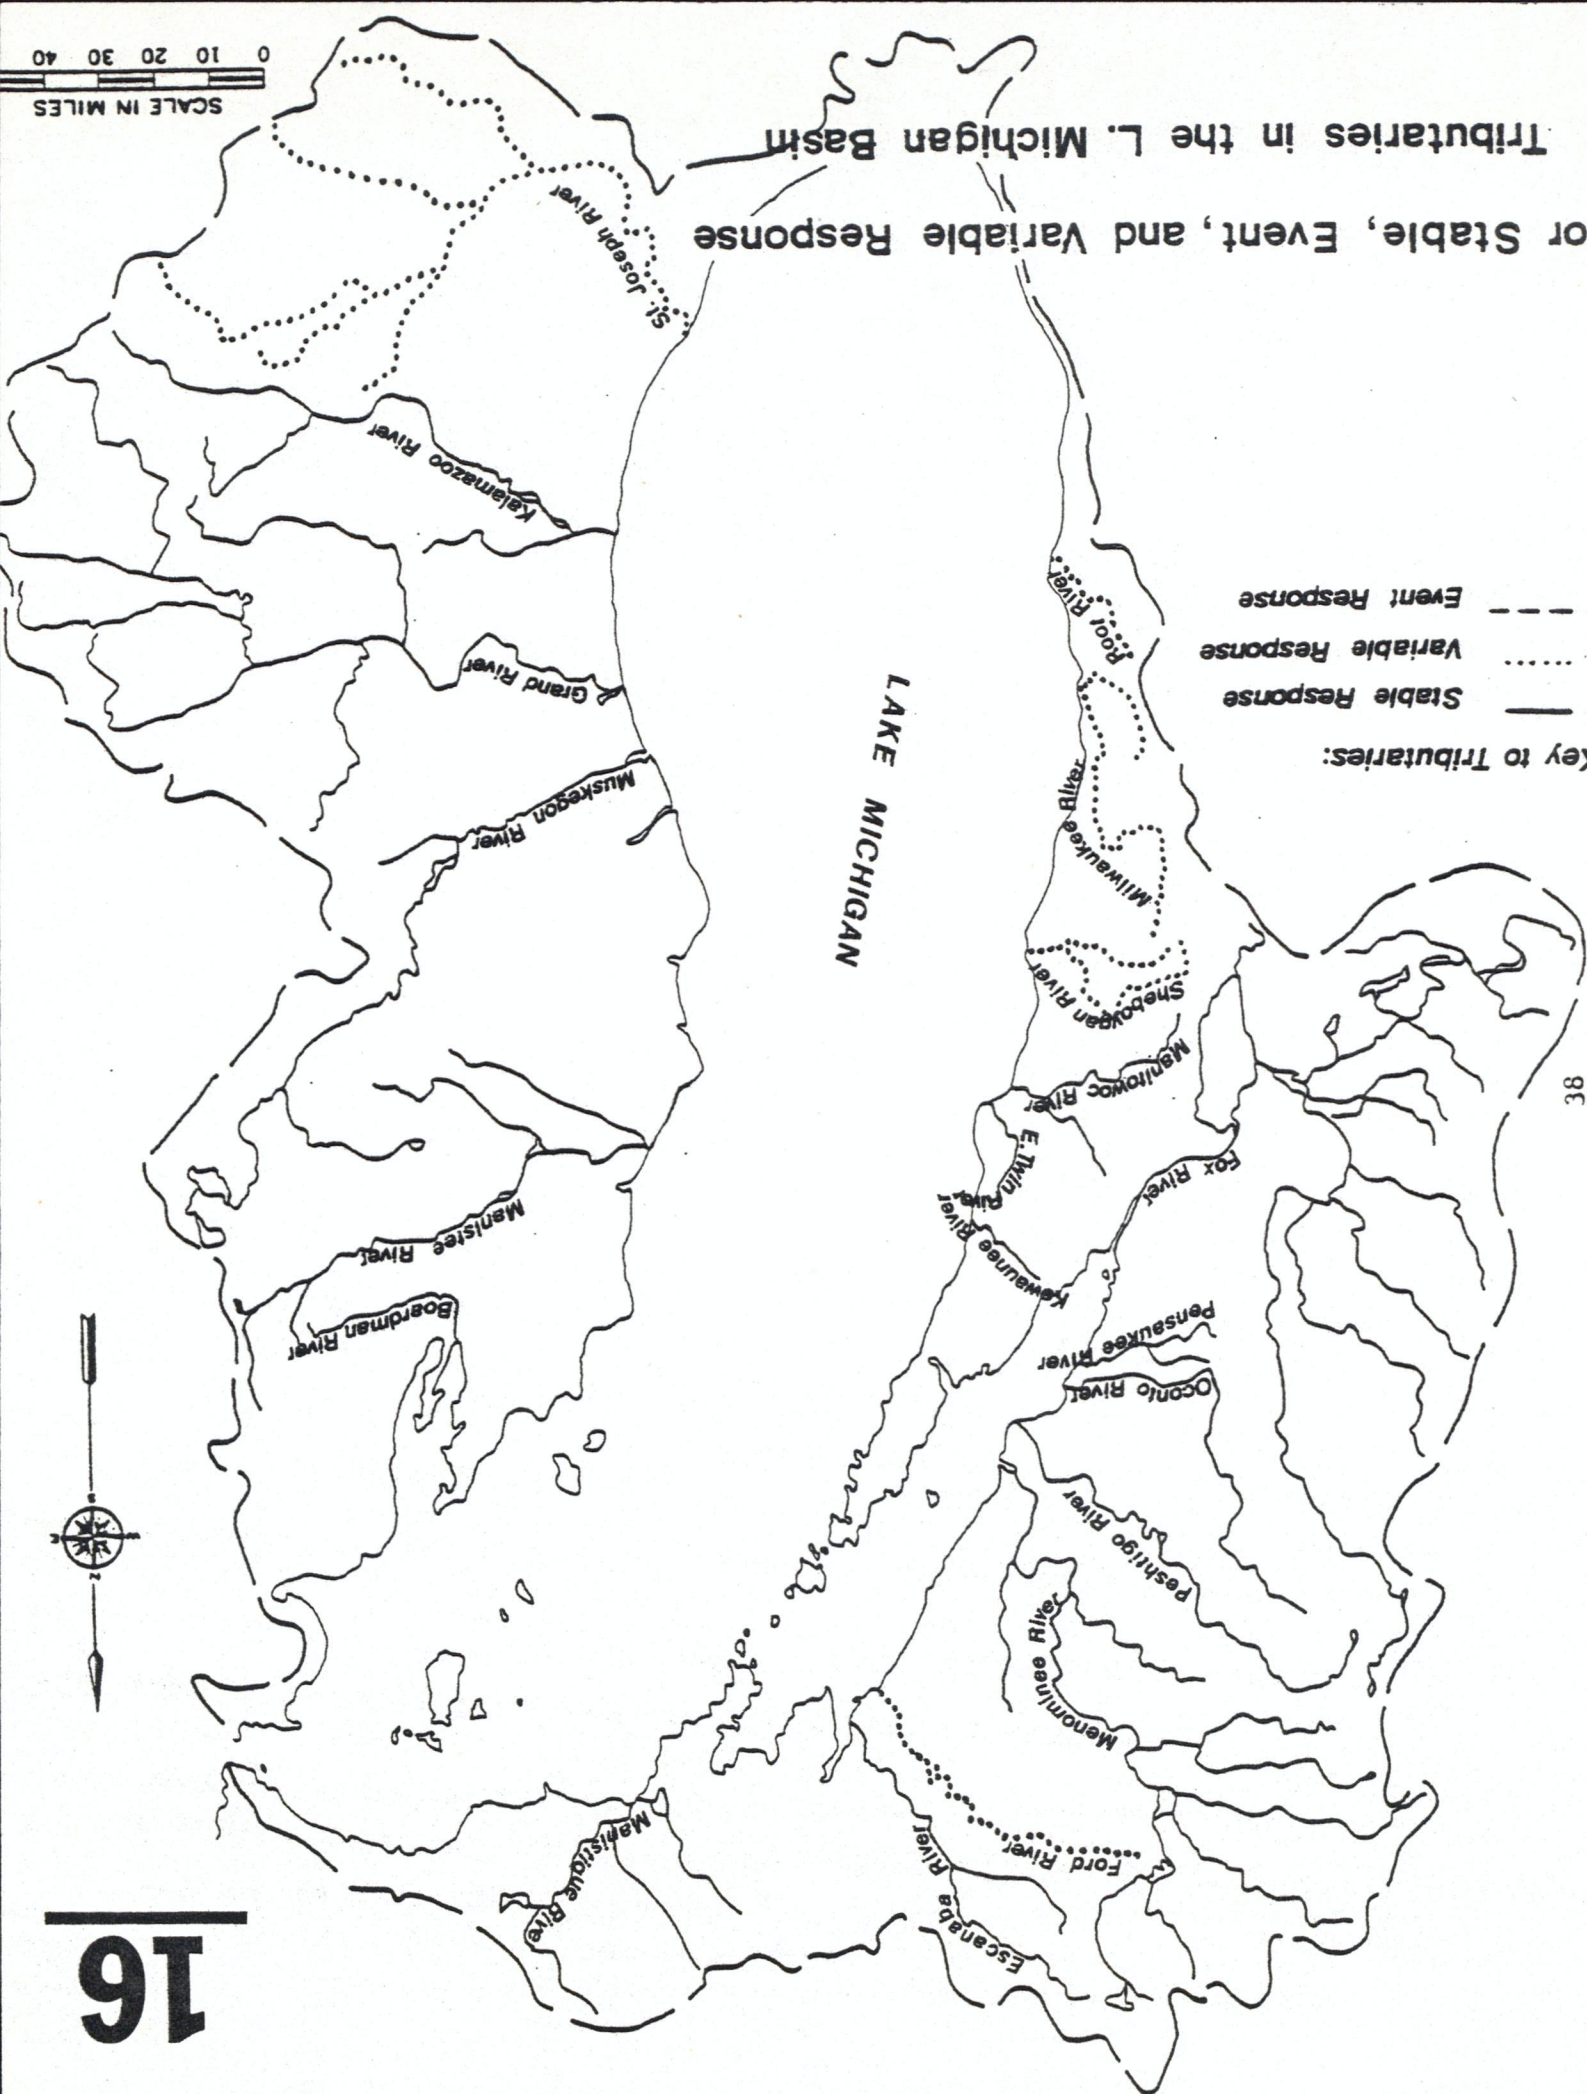 16
Escanaba River
Ford River
Manistique Rive
Menominee River
Peshtigo River
Oconto River
Pensaukee River
Boardman River
Manistee River
Kewaunee River
E. Twin River
Fox River
Manitowoc River
Sheboygan River
38
LAKE MICHIGAN
Milwaukee River
Muskegon River
Key to Tributaries:
Stable Response
Variable Response
Event Response
Grand River
Root River
Kalamazoo River
St. Joseph River
or Stable, Event, and Variable Response
Tributaries in the L. Michigan Basin
SCALE IN MILES
0 10 20 30 40
N
W
E
S